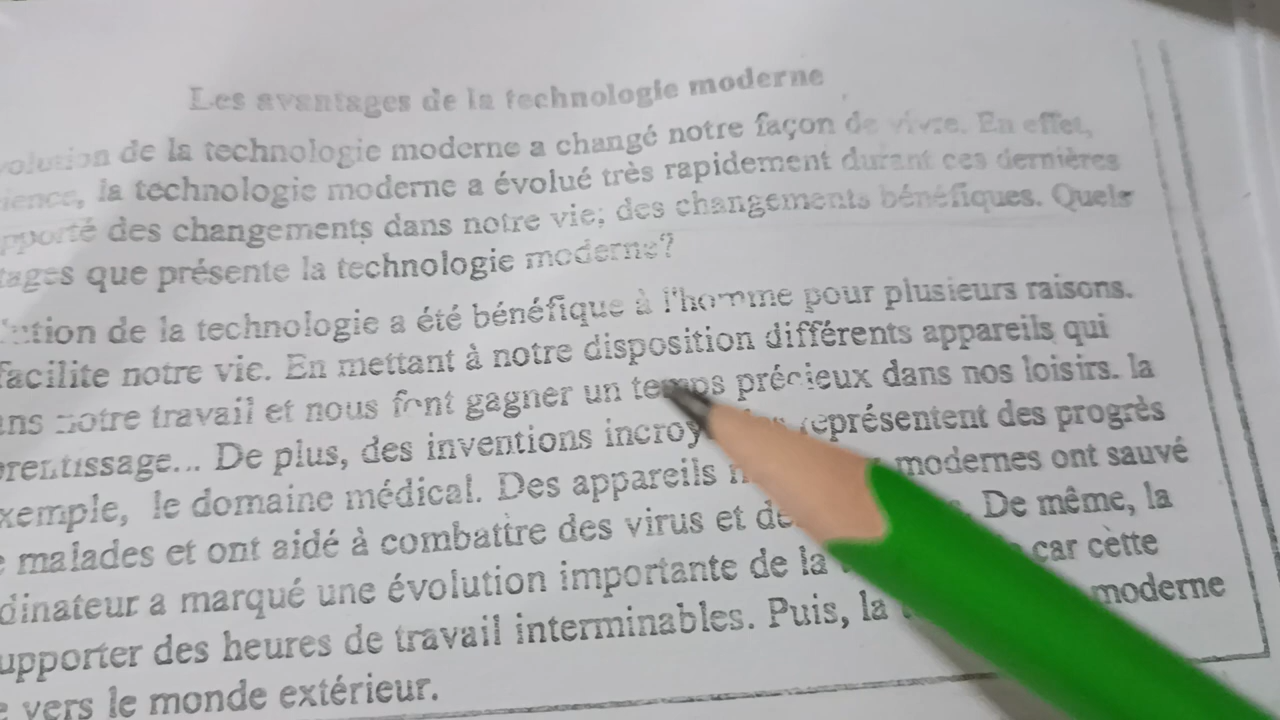 Les avantages de la technologie moderne
de la technologie moderne a changé notre façon de vivre. En effet,
la technologie moderne a évolué très rapidement durant ces dernières
des changements dans notre vie; des changements bénéfiques. Quels
que présente la technologie moderne?
de la technologie a été bénéfique à l'homme pour plusieurs raisons.
facilite notre vie. En mettant à notre disposition différents appareils qui
notre travail et nous font gagner un temps précieux dans nos loisirs. la
De plus, des inventions représentent des progrès
le domaine médical. Des appareils modernes ont sauvé
malades et ont aidé à combattre des virus et De même, la
a marqué une évolution importante de la car cette
des heures de travail interminables. Puis, la moderne
vers le monde extérieur.